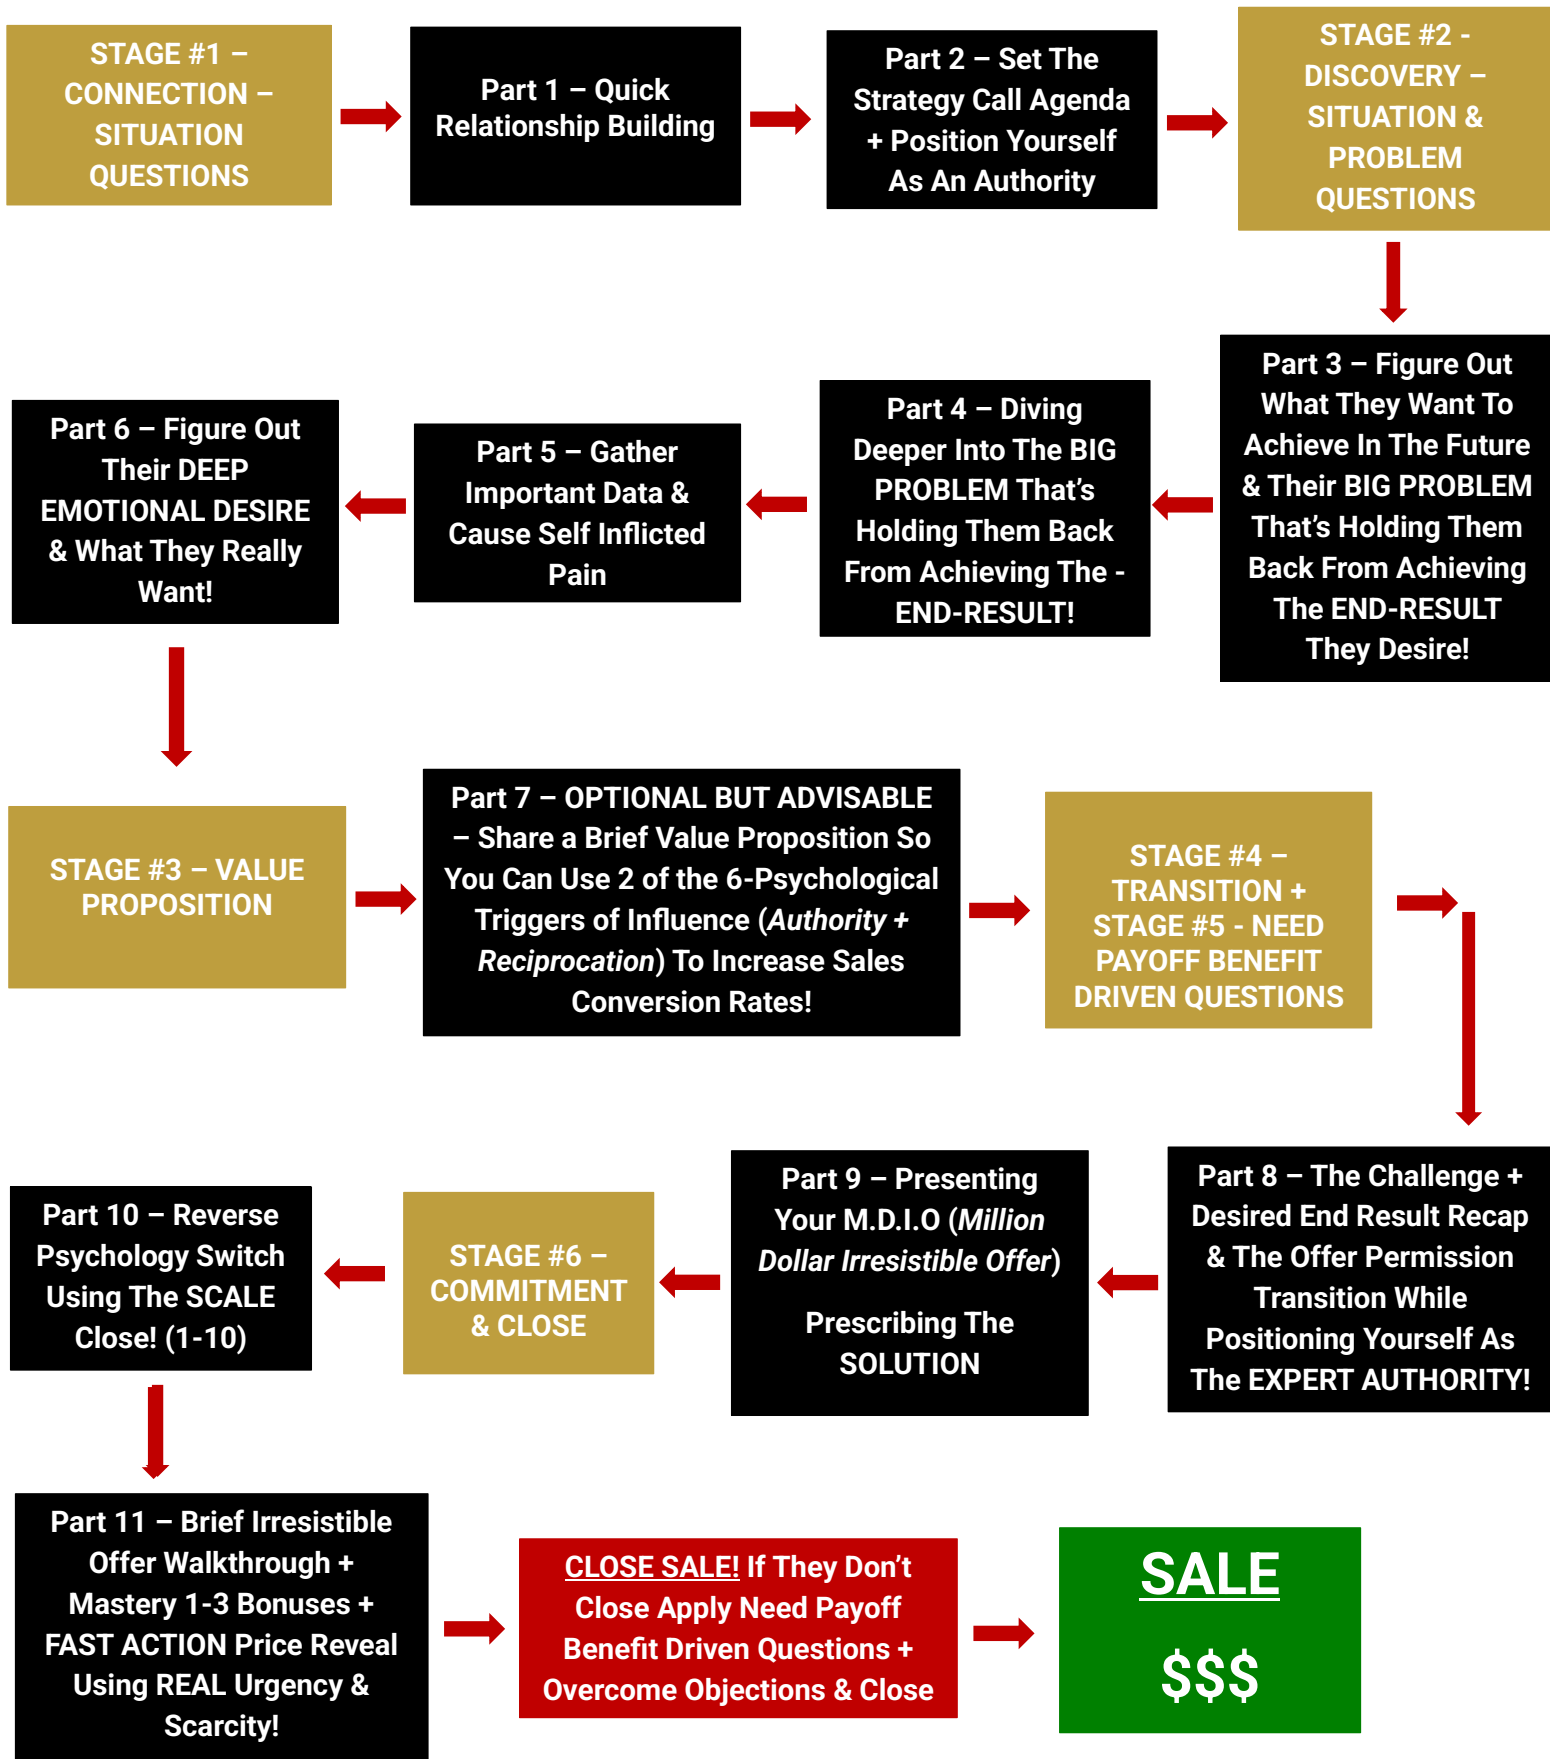 STAGE #1 –
CONNECTION –
SITUATION
QUESTIONS
Part 1 – Quick
Relationship Building
Part 2 – Set The
Strategy Call Agenda
+ Position Yourself
As An Authority
STAGE #2 -
DISCOVERY –
SITUATION &
PROBLEM
QUESTIONS
Part 3 – Figure Out
What They Want To
Achieve In The Future
& Their BIG PROBLEM
That’s Holding Them
Back From Achieving
The END-RESULT
They Desire!
Part 4 – Diving
Deeper Into The BIG
PROBLEM That’s
Holding Them Back
From Achieving The -
END-RESULT!
Part 5 – Gather
Important Data &
Cause Self Inflicted
Pain
Part 6 – Figure Out
Their DEEP
EMOTIONAL DESIRE
& What They Really
Want!
STAGE #3 – VALUE
PROPOSITION
Part 7 – OPTIONAL BUT ADVISABLE
– Share a Brief Value Proposition So
You Can Use 2 of the 6-Psychological
Triggers of Influence (Authority +
Reciprocation) To Increase Sales
Conversion Rates!
STAGE #4 –
TRANSITION +
STAGE #5 - NEED
PAYOFF BENEFIT
DRIVEN QUESTIONS
Part 8 – The Challenge +
Desired End Result Recap
& The Offer Permission
Transition While
Positioning Yourself As
The EXPERT AUTHORITY!
Part 9 – Presenting
Your M.D.I.O (Million
Dollar Irresistible Offer)
Prescribing The
SOLUTION
STAGE #6 –
COMMITMENT
& CLOSE
Part 10 – Reverse
Psychology Switch
Using The SCALE
Close! (1-10)
Part 11 – Brief Irresistible
Offer Walkthrough +
Mastery 1-3 Bonuses +
FAST ACTION Price Reveal
Using REAL Urgency &
Scarcity!
CLOSE SALE! If They Don’t
Close Apply Need Payoff
Benefit Driven Questions +
Overcome Objections & Close
SALE
$$$